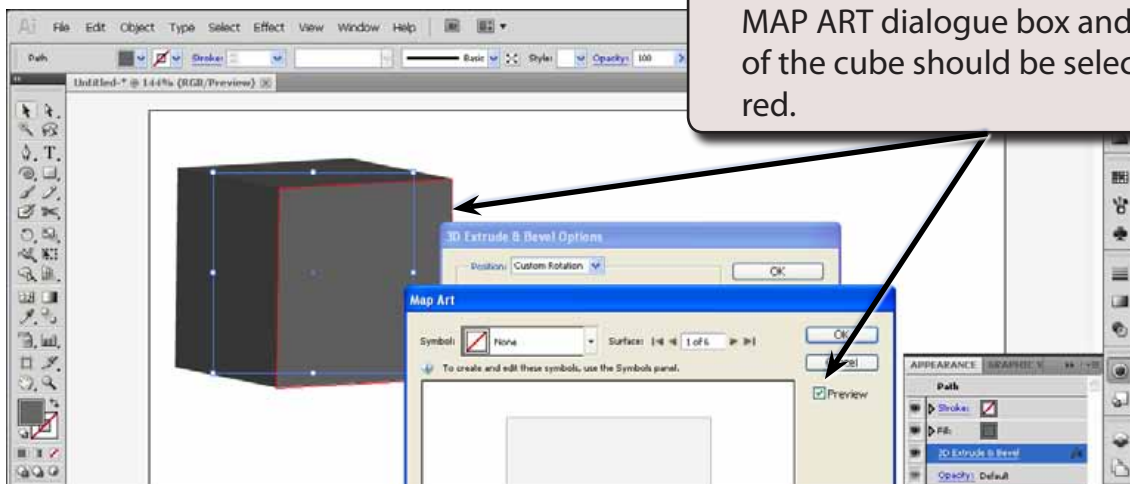 MAP ART dialogue box and
of the cube should be selec
red.
Ai File Edit Object Type Select Effect View Window Help Br
Path Stroke: Basic Style: Opacity: 100
Untitled-* @ 144% (RGB/Preview)
3D Extrude & Bevel Options
Position: Custom Rotation OK
Map Art
Symbol: None Surface: 1 of 6 OK
To create and edit these symbols, use the Symbols panel.
Preview
APPEARANCE
Path
Stroke:
Fill:
3D Extrude & Bevel fx
Opacity: Default